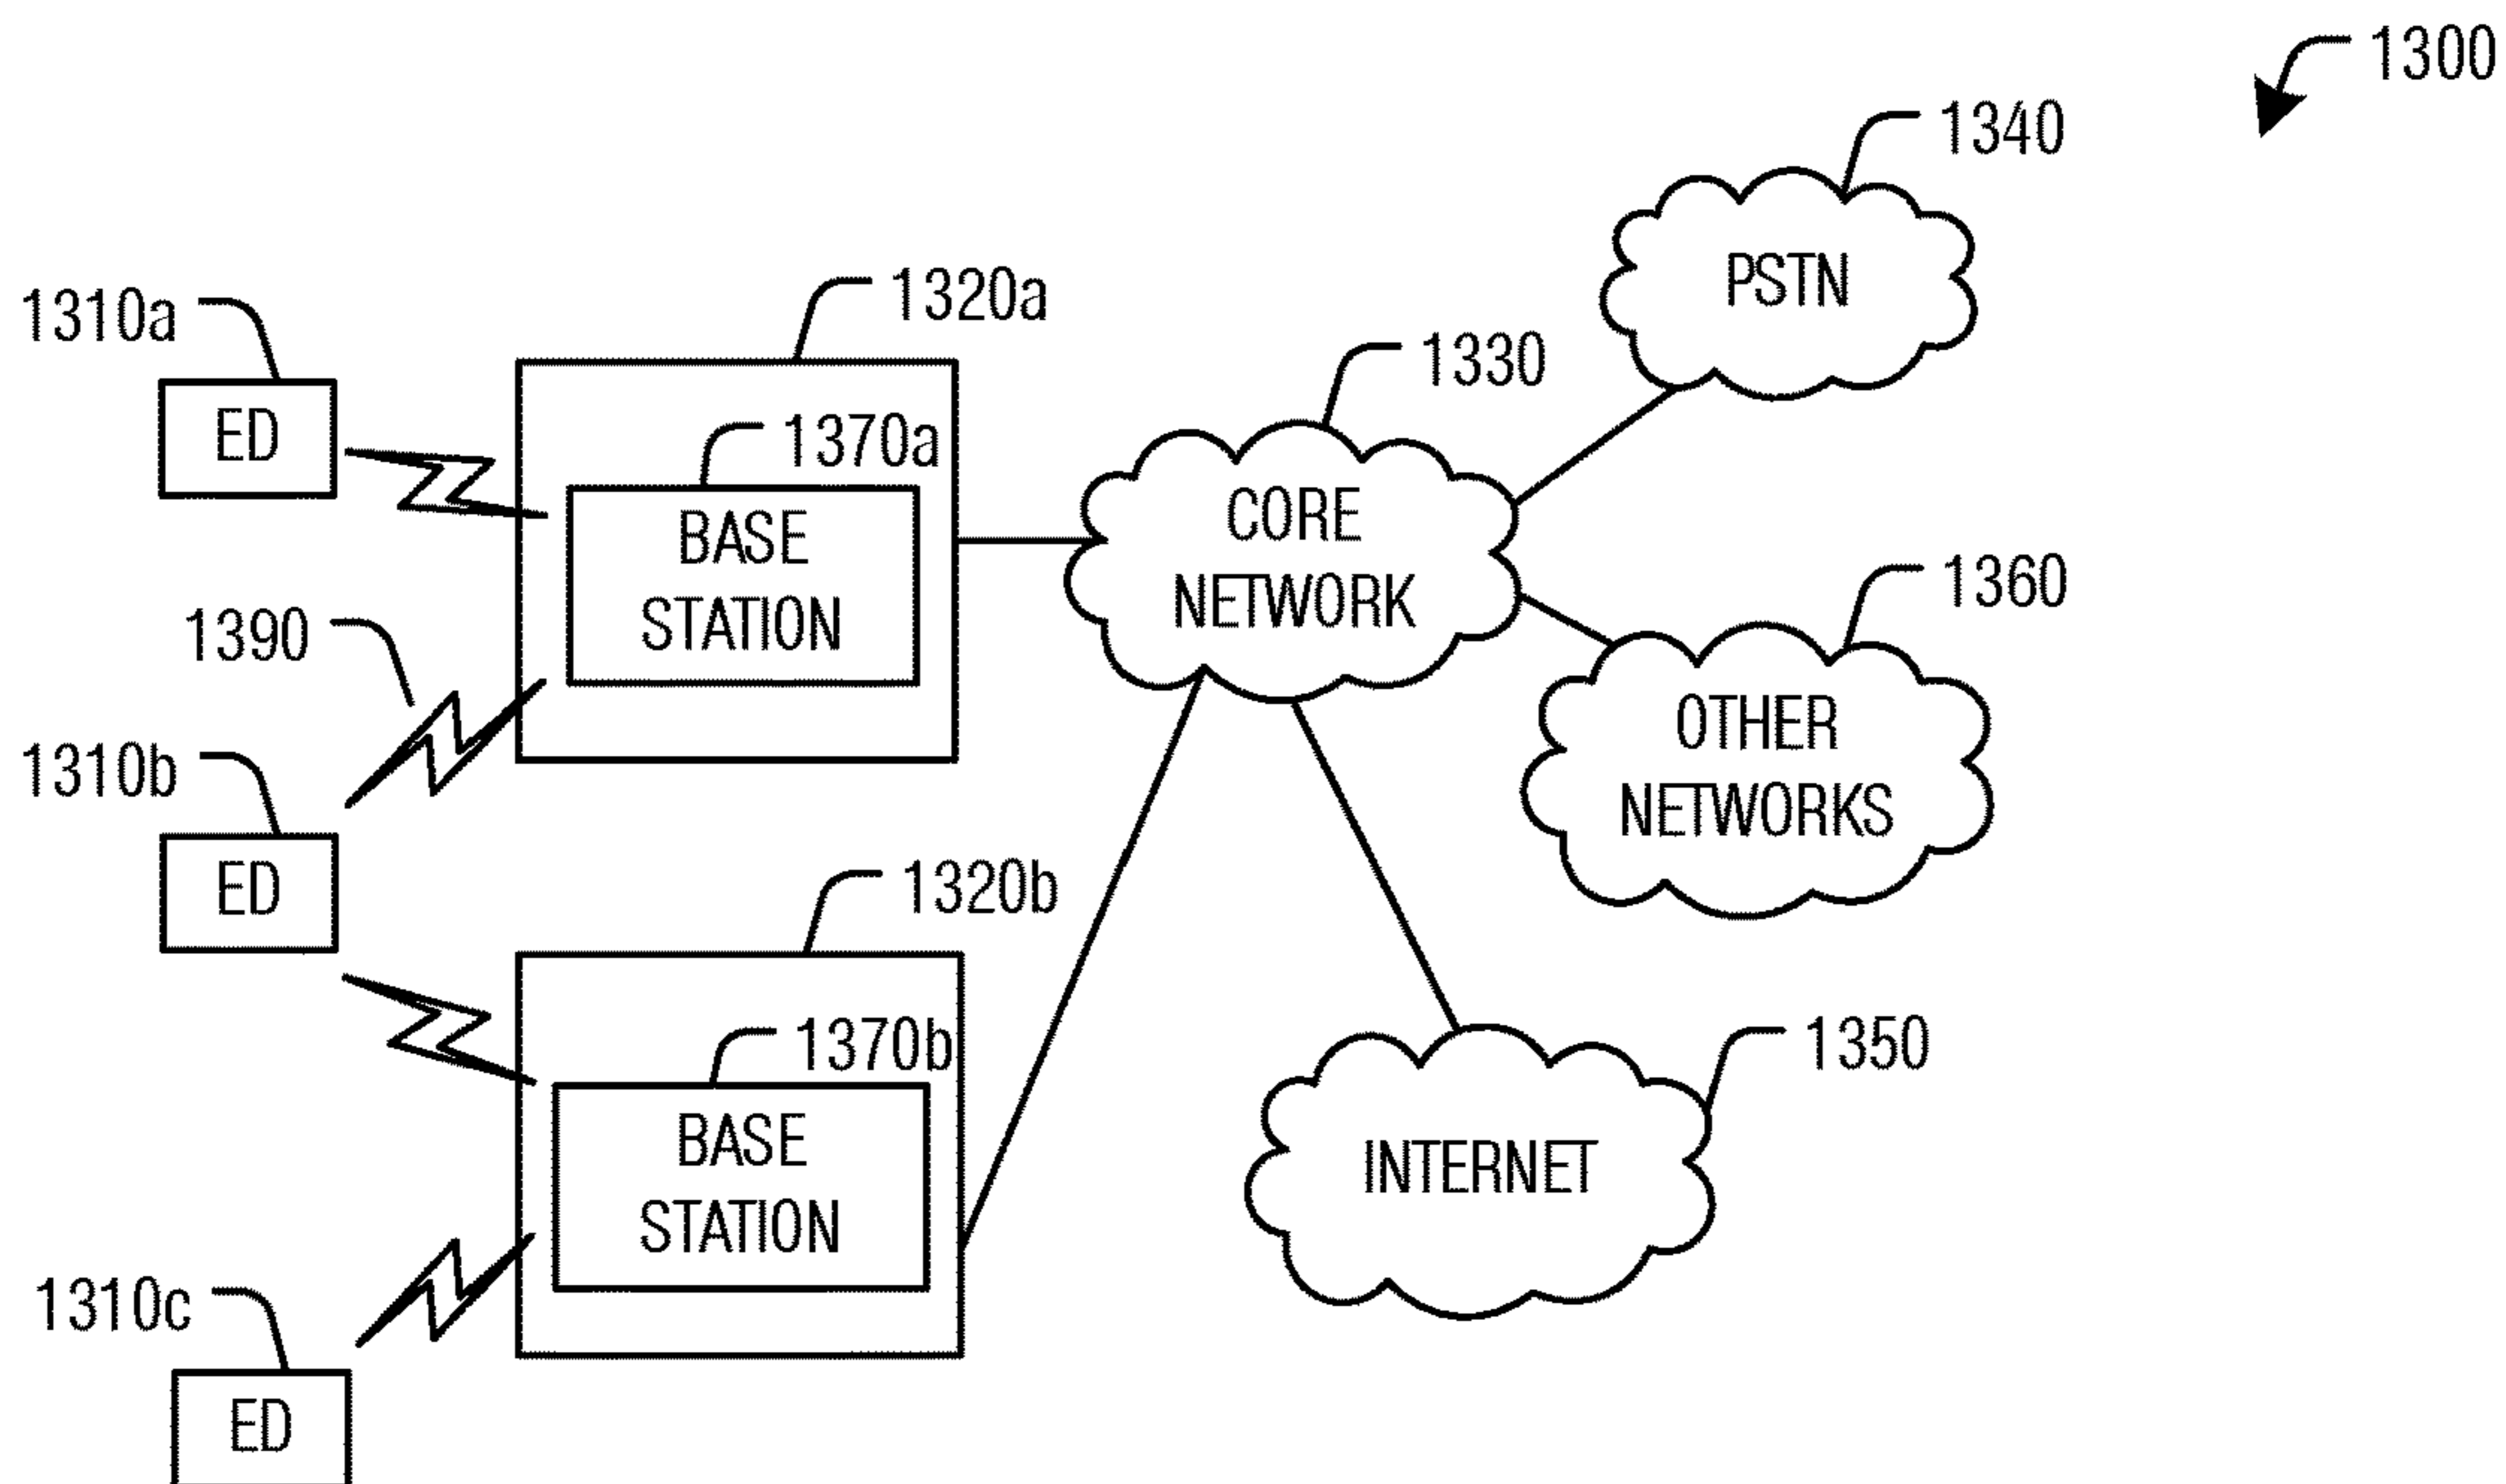 1300
1340
PSTN
1310a
1320a
1330
ED
1370a
BASE
STATION
CORE
NETWORK
1360
1390
OTHER
NETWORKS
1310b
ED
1320b
1370b
BASE
STATION
1350
INTERNET
1310c
ED